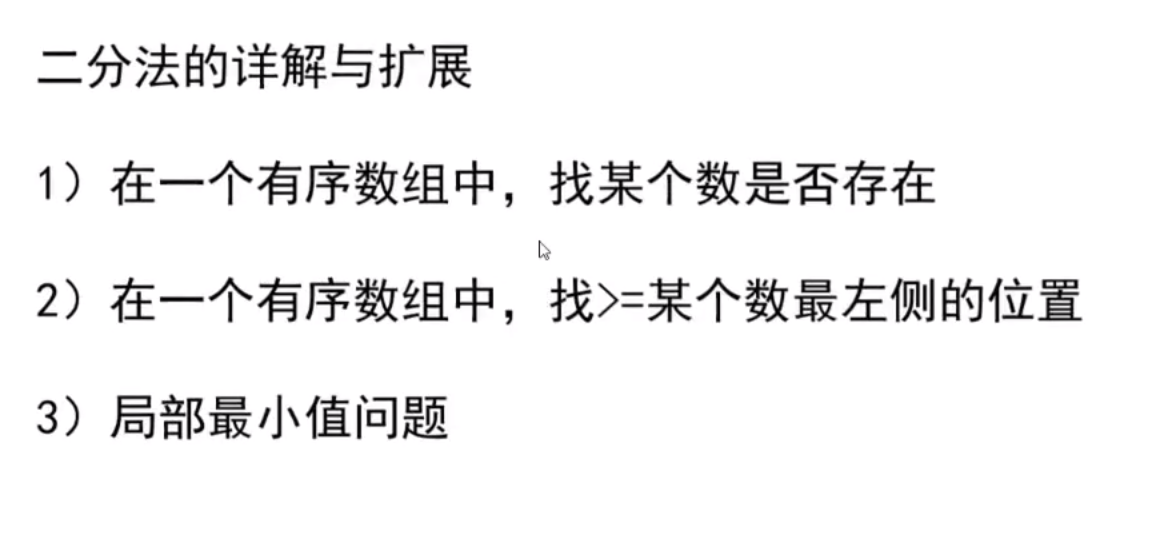 二分法的详解与扩展
1）在一个有序数组中，找某个数是否存在
2）在一个有序数组中，找>=某个数最左侧的位置
3）局部最小值问题